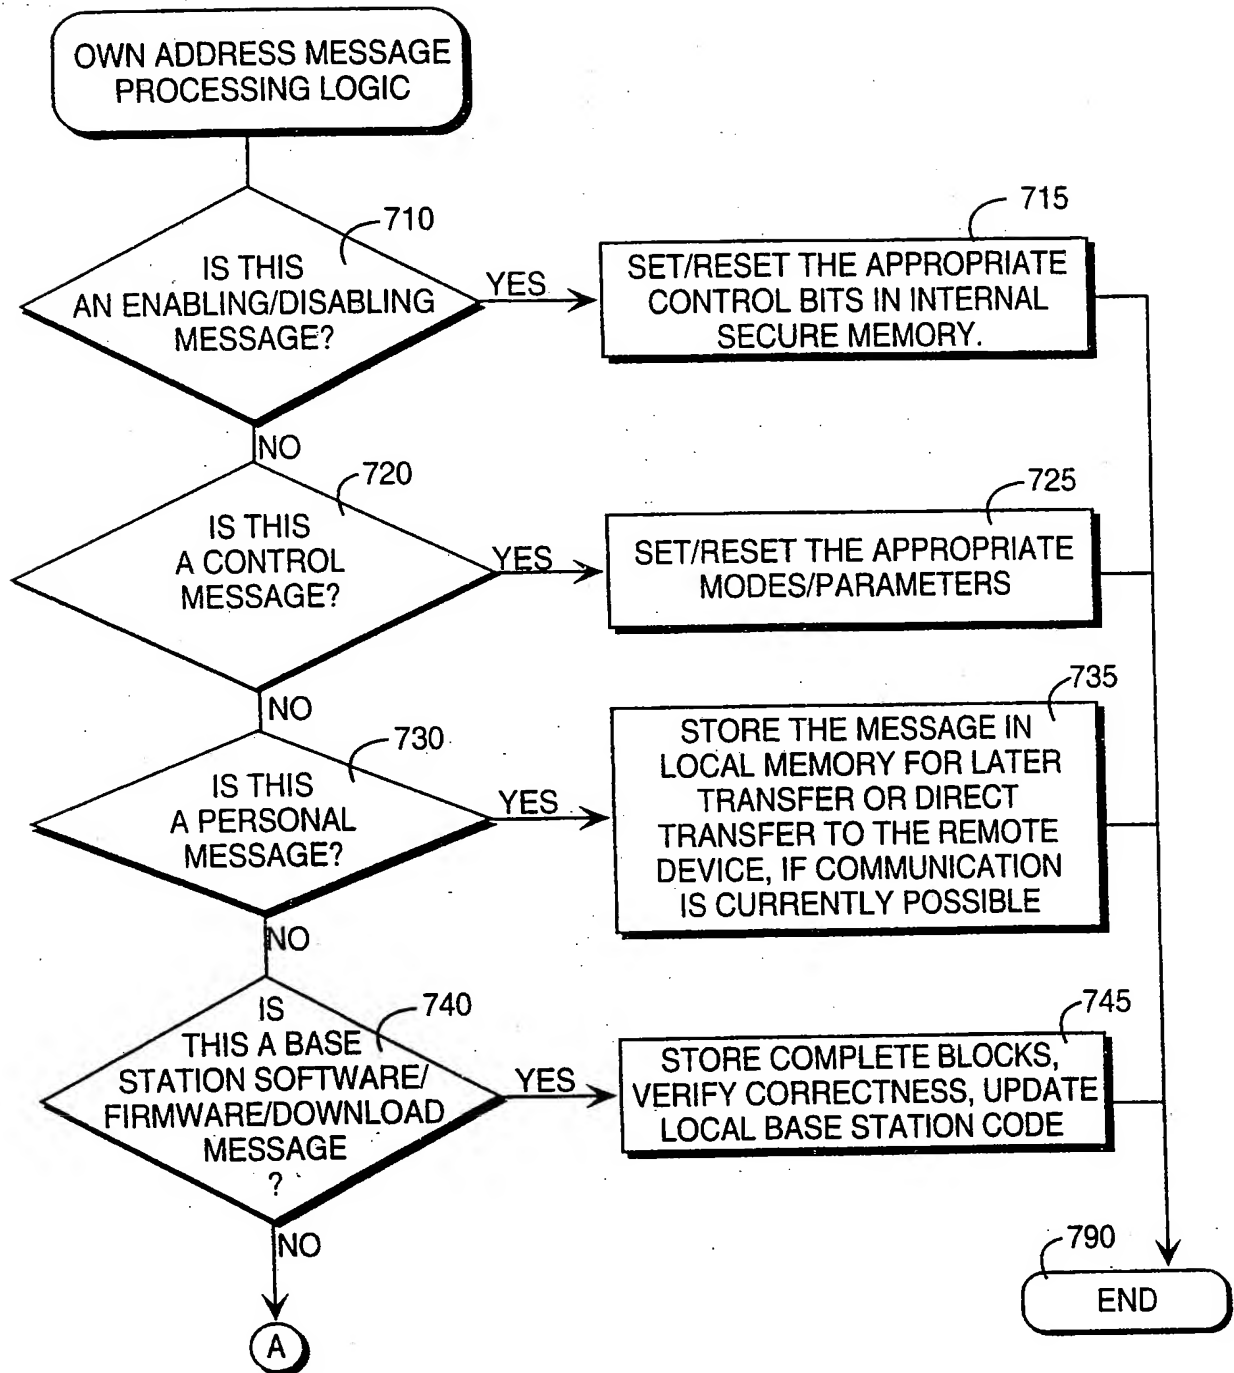 OWN ADDRESS MESSAGE
PROCESSING LOGIC
710
IS THIS
AN ENABLING/DISABLING
MESSAGE?
YES
715
SET/RESET THE APPROPRIATE
CONTROL BITS IN INTERNAL
SECURE MEMORY.
NO
720
IS THIS
A CONTROL
MESSAGE?
YES
725
SET/RESET THE APPROPRIATE
MODES/PARAMETERS
NO
730
IS THIS
A PERSONAL
MESSAGE?
YES
735
STORE THE MESSAGE IN
LOCAL MEMORY FOR LATER
TRANSFER OR DIRECT
TRANSFER TO THE REMOTE
DEVICE, IF COMMUNICATION
IS CURRENTLY POSSIBLE
NO
740
IS
THIS A BASE
STATION SOFTWARE/
FIRMWARE/DOWNLOAD
MESSAGE
?
YES
745
STORE COMPLETE BLOCKS,
VERIFY CORRECTNESS, UPDATE
LOCAL BASE STATION CODE
NO
A
790
END